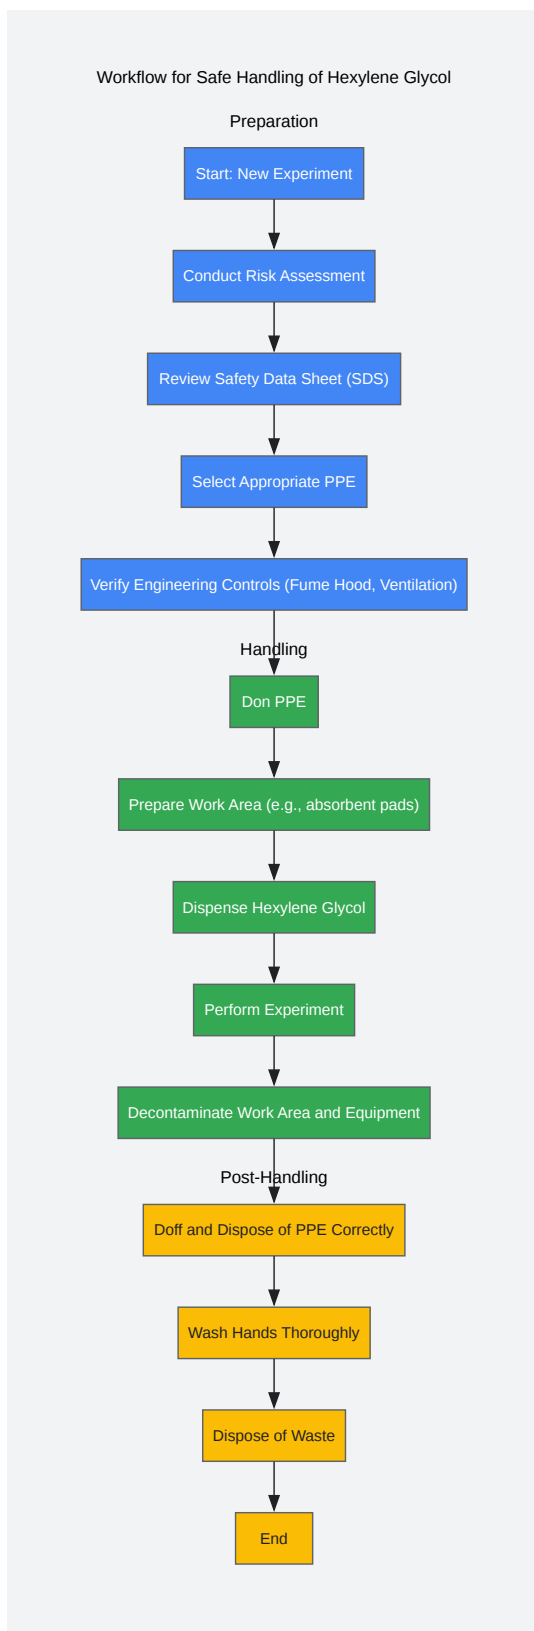 Workflow for Safe Handling of Hexylene Glycol
Preparation
Start: New Experiment
Conduct Risk Assessment
Review Safety Data Sheet (SDS)
Select Appropriate PPE
Verify Engineering Controls (Fume Hood, Ventilation)
Handling
Don PPE
Prepare Work Area (e.g., absorbent pads)
Dispense Hexylene Glycol
Perform Experiment
Decontaminate Work Area and Equipment
Post-Handling
Doff and Dispose of PPE Correctly
Wash Hands Thoroughly
Dispose of Waste
End